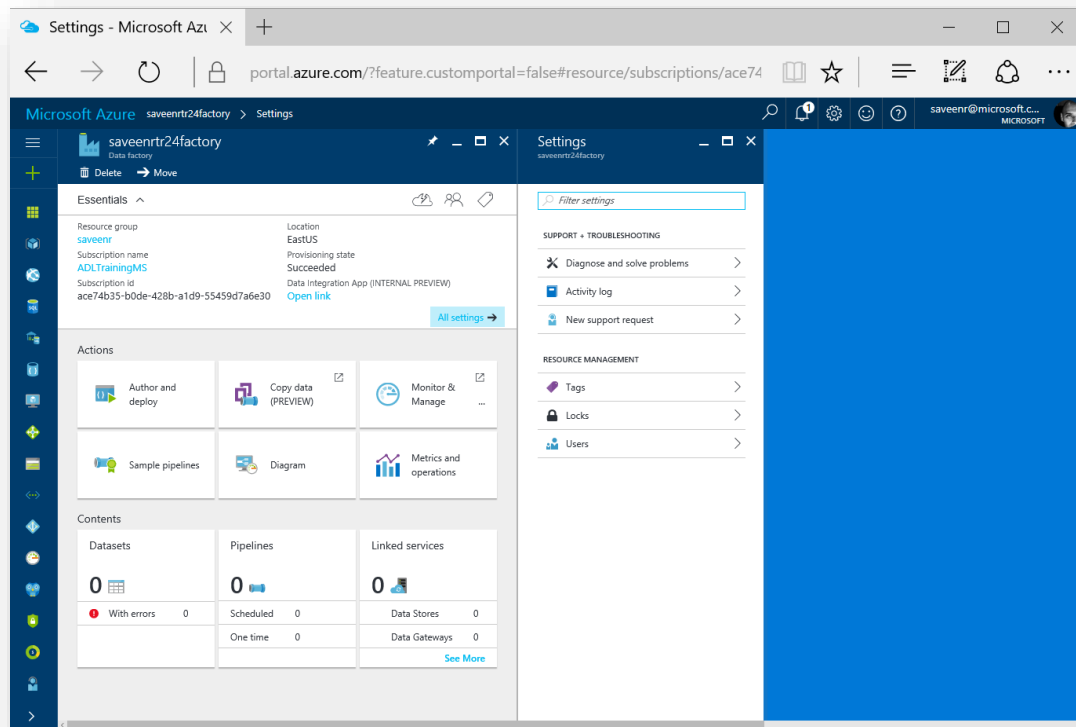 Settings - Microsoft Azu
portal.azure.com/?feature.customportal=false#resource/subscriptions/ace74
Microsoft Azure saveenrtr24factory > Settings
1
saveenr@microsoft.c...
MICROSOFT
saveenrtr24factory
Data factory
Delete Move
Essentials
Resource group
saveenr
Subscription name
ADLTrainingMS
Subscription id
ace74b35-b0de-428b-a1d9-55459d7a6e30
Location
EastUS
Provisioning state
Succeeded
Data Integration App (INTERNAL PREVIEW)
Open link
All settings
Actions
Author and
deploy
Copy data
(PREVIEW)
Monitor &
Manage
...
Sample pipelines
Diagram
Metrics and
operations
Contents
Datasets
0
With errors 0
Pipelines
0
Scheduled 0
One time 0
Linked services
0
Data Stores 0
Data Gateways 0
See More
Settings
saveenrtr24factory
Filter settings
SUPPORT + TROUBLESHOOTING
Diagnose and solve problems
Activity log
New support request
RESOURCE MANAGEMENT
Tags
Locks
Users